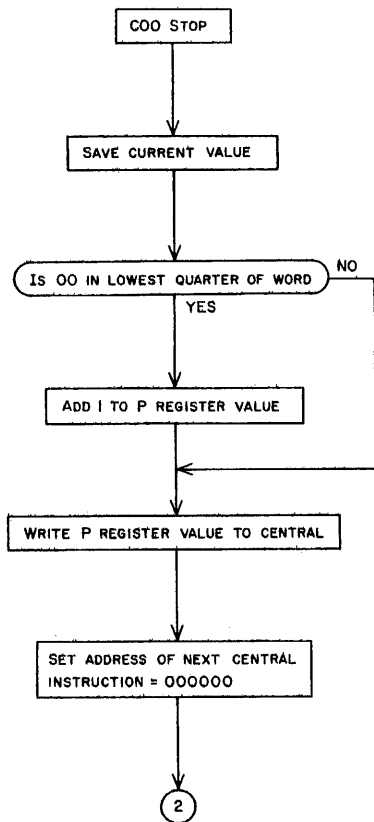 COO STOP
SAVE CURRENT VALUE
IS OO IN LOWEST QUARTER OF WORD
NO
YES
ADD I TO P REGISTER VALUE
WRITE P REGISTER VALUE TO CENTRAL
SET ADDRESS OF NEXT CENTRAL
INSTRUCTION = 000000
2